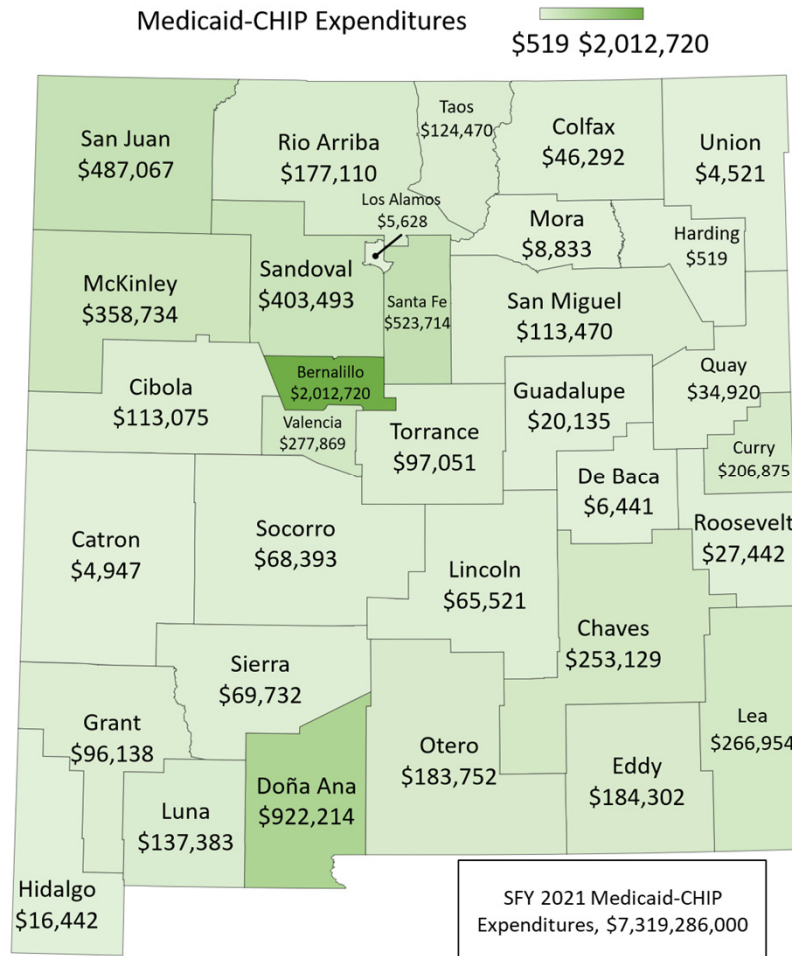 Medicaid-CHIP Expenditures
$519 $2,012,720
San Juan
$487,067
Rio Arriba
$177,110
Taos
$124,470
Colfax
$46,292
Union
$4,521
Los Alamos
$5,628
Mora
$8,833
Harding
$519
McKinley
$358,734
Sandoval
$403,493
Santa Fe
$523,714
San Miguel
$113,470
Quay
$34,920
Cibola
$113,075
Bernalillo
$2,012,720
Valencia
$277,869
Torrance
$97,051
Guadalupe
$20,135
Curry
$206,875
De Baca
$6,441
Roosevelt
$27,442
Catron
$4,947
Socorro
$68,393
Lincoln
$65,521
Chaves
$253,129
Sierra
$69,732
Lea
$266,954
Grant
$96,138
Otero
$183,752
Eddy
$184,302
Doña Ana
$922,214
Luna
$137,383
Hidalgo
$16,442
SFY 2021 Medicaid-CHIP
Expenditures, $7,319,286,000